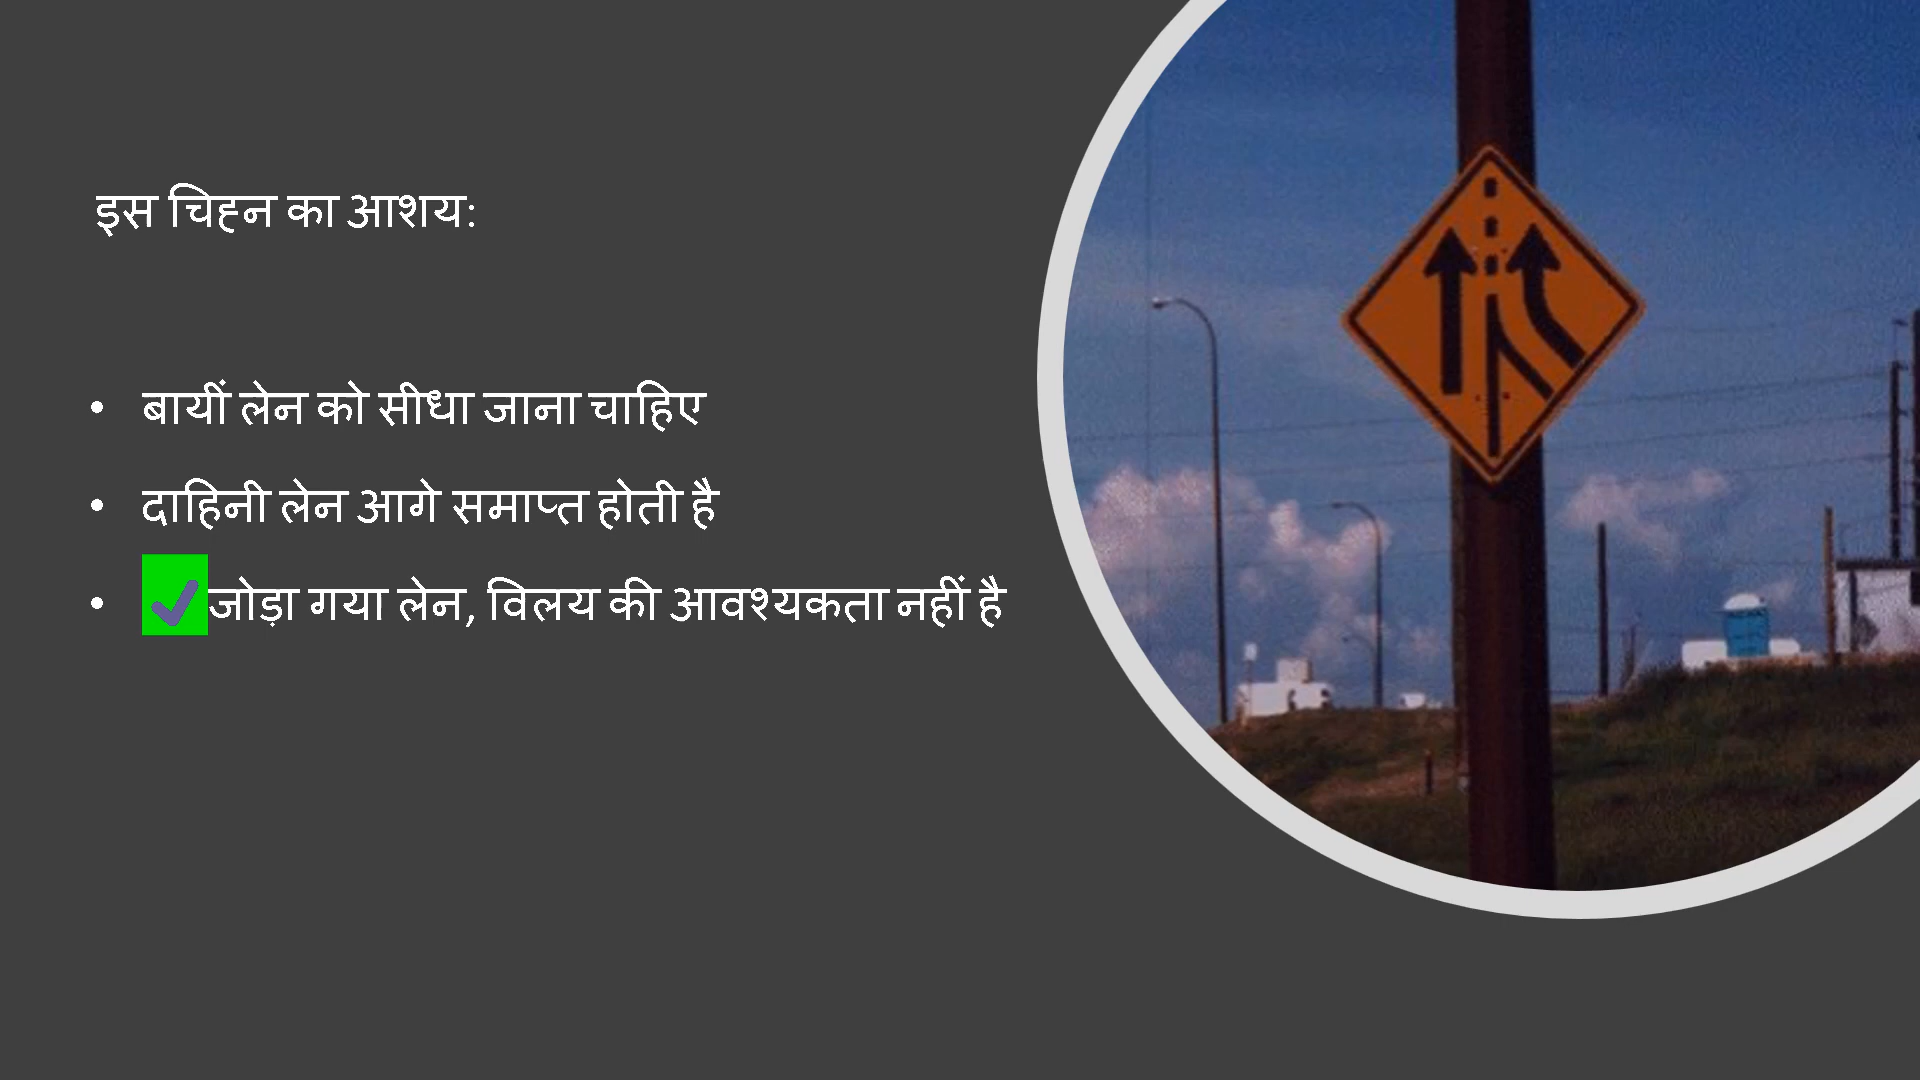 इस चिह्न का आशय:
• बायीं लेन को सीधा जाना चाहिए
• दाहिनी लेन आगे समाप्त होती है
• ✔जोड़ा गया लेन, विलय की आवश्यकता नहीं है